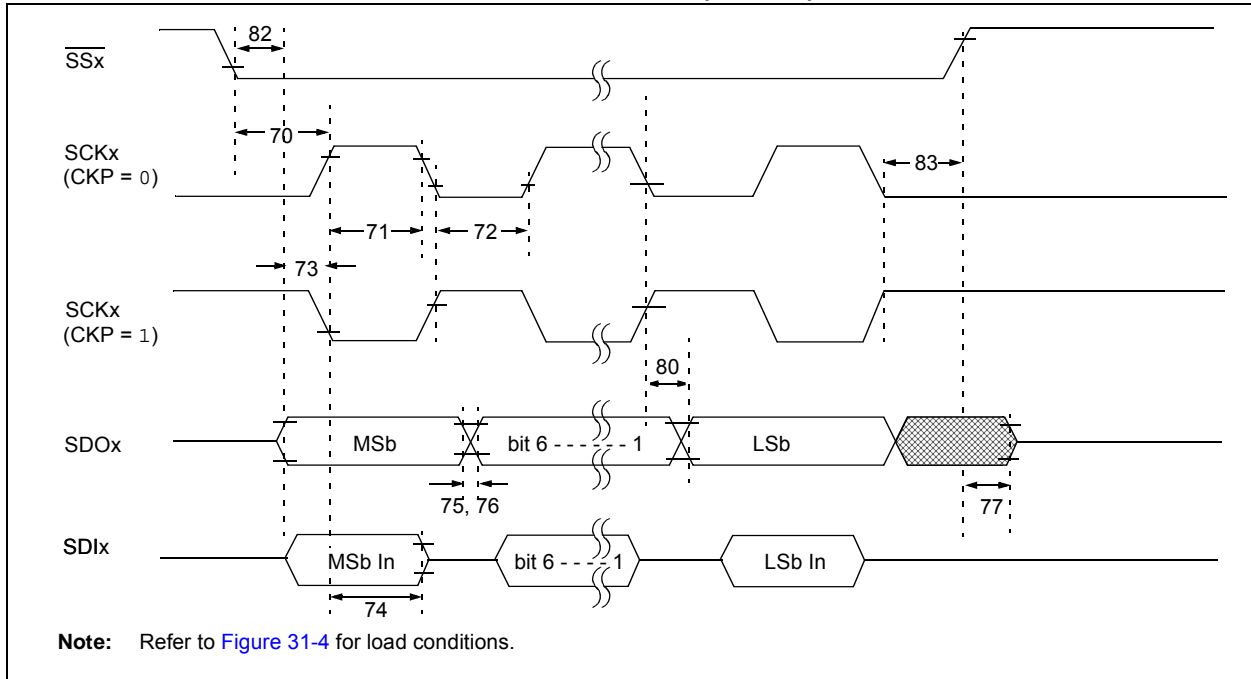 82
SSx
70
SCKx
(CKP = 0)
83
71
72
73
SCKx
(CKP = 1)
80
SDOx
MSb
bit 6 - - - - - - 1
LSb
75, 76
77
SDIx
MSb In
bit 6 - - - - 1
LSb In
74
Note: Refer to Figure 31-4 for load conditions.